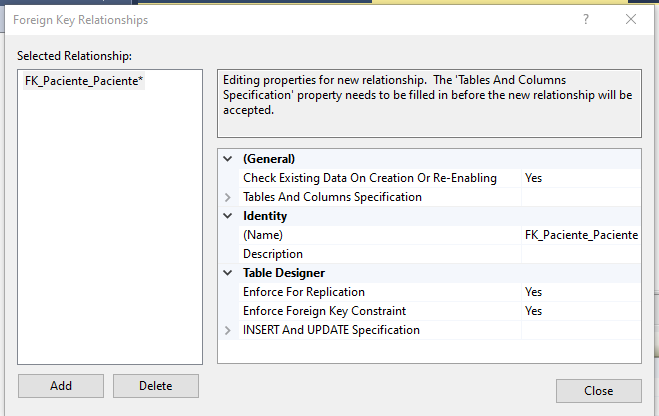 Foreign Key Relationships
Selected Relationship:
FK_Paciente_Paciente*
Editing properties for new relationship. The 'Tables And Columns
Specification' property needs to be filled in before the new relationship will be
accepted.
(General)
Check Existing Data On Creation Or Re-Enabling Yes
Tables And Columns Specification
Identity
(Name) FK_Paciente_Paciente
Description
Table Designer
Enforce For Replication Yes
Enforce Foreign Key Constraint Yes
INSERT And UPDATE Specification
Add Delete
Close